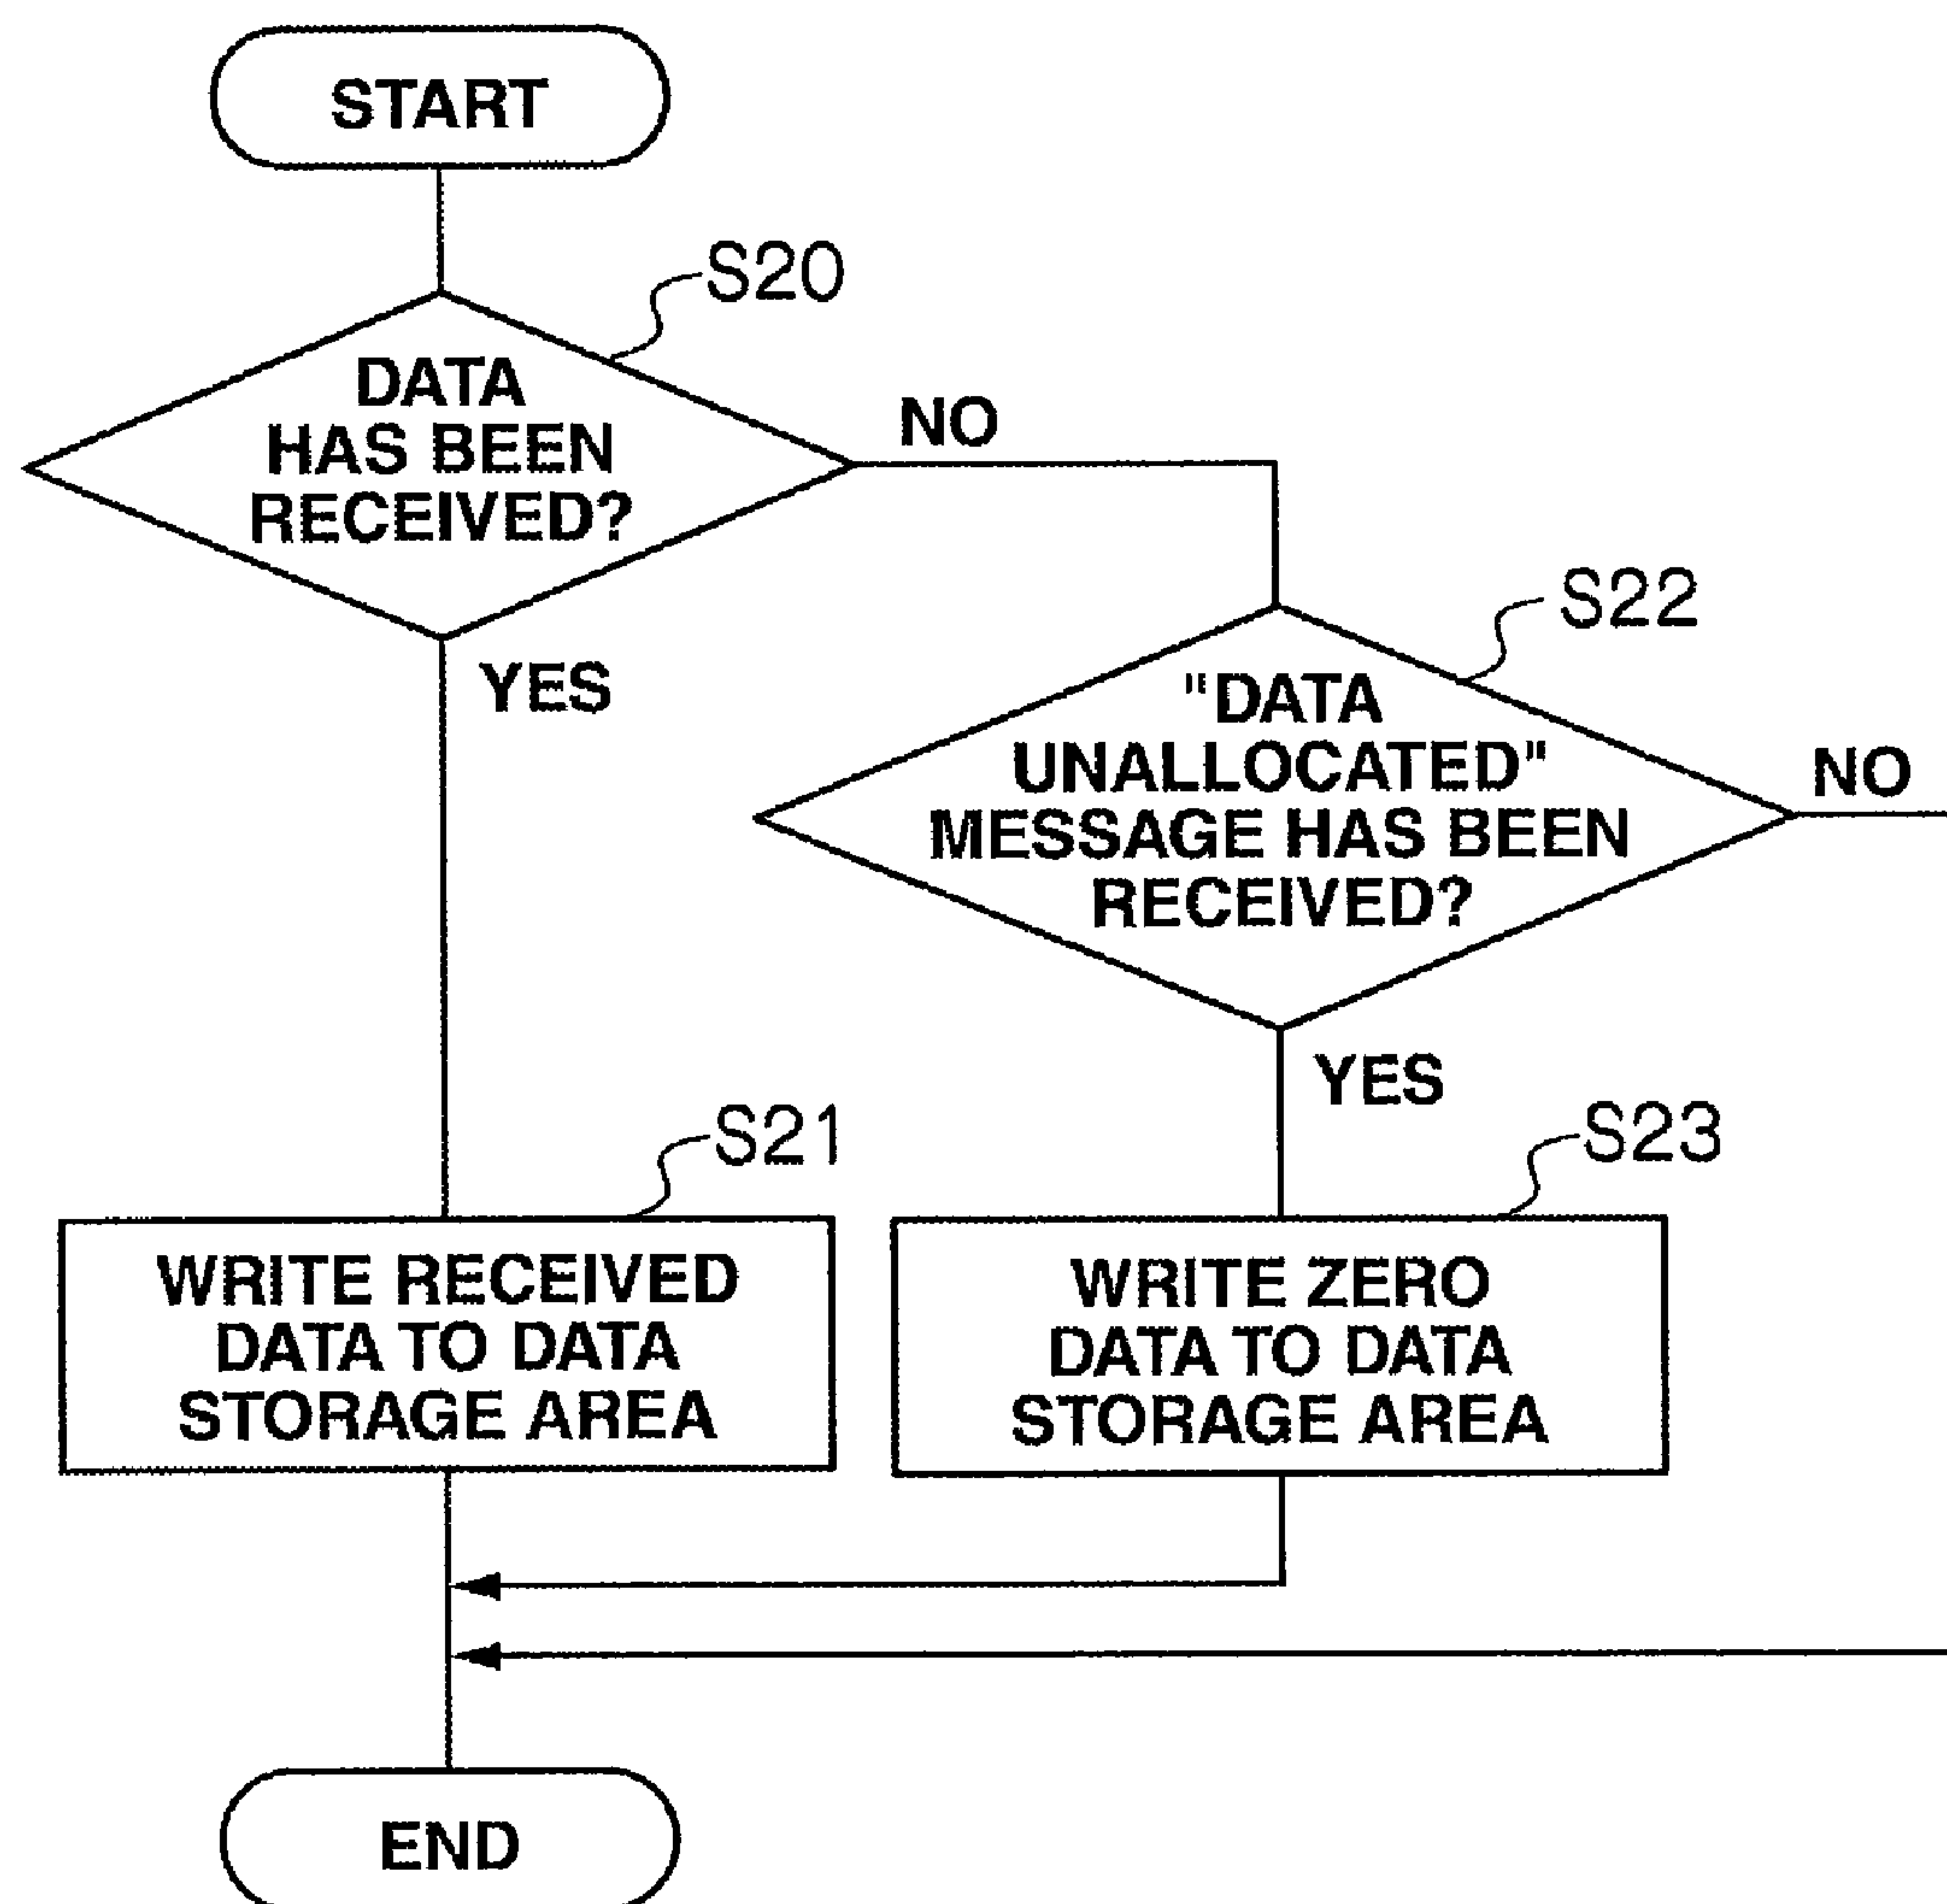 START
S20
DATA
HAS BEEN
RECEIVED?
NO
YES
S22
"DATA
UNALLOCATED"
MESSAGE HAS BEEN
RECEIVED?
NO
YES
S21
WRITE RECEIVED
DATA TO DATA
STORAGE AREA
S23
WRITE ZERO
DATA TO DATA
STORAGE AREA
END